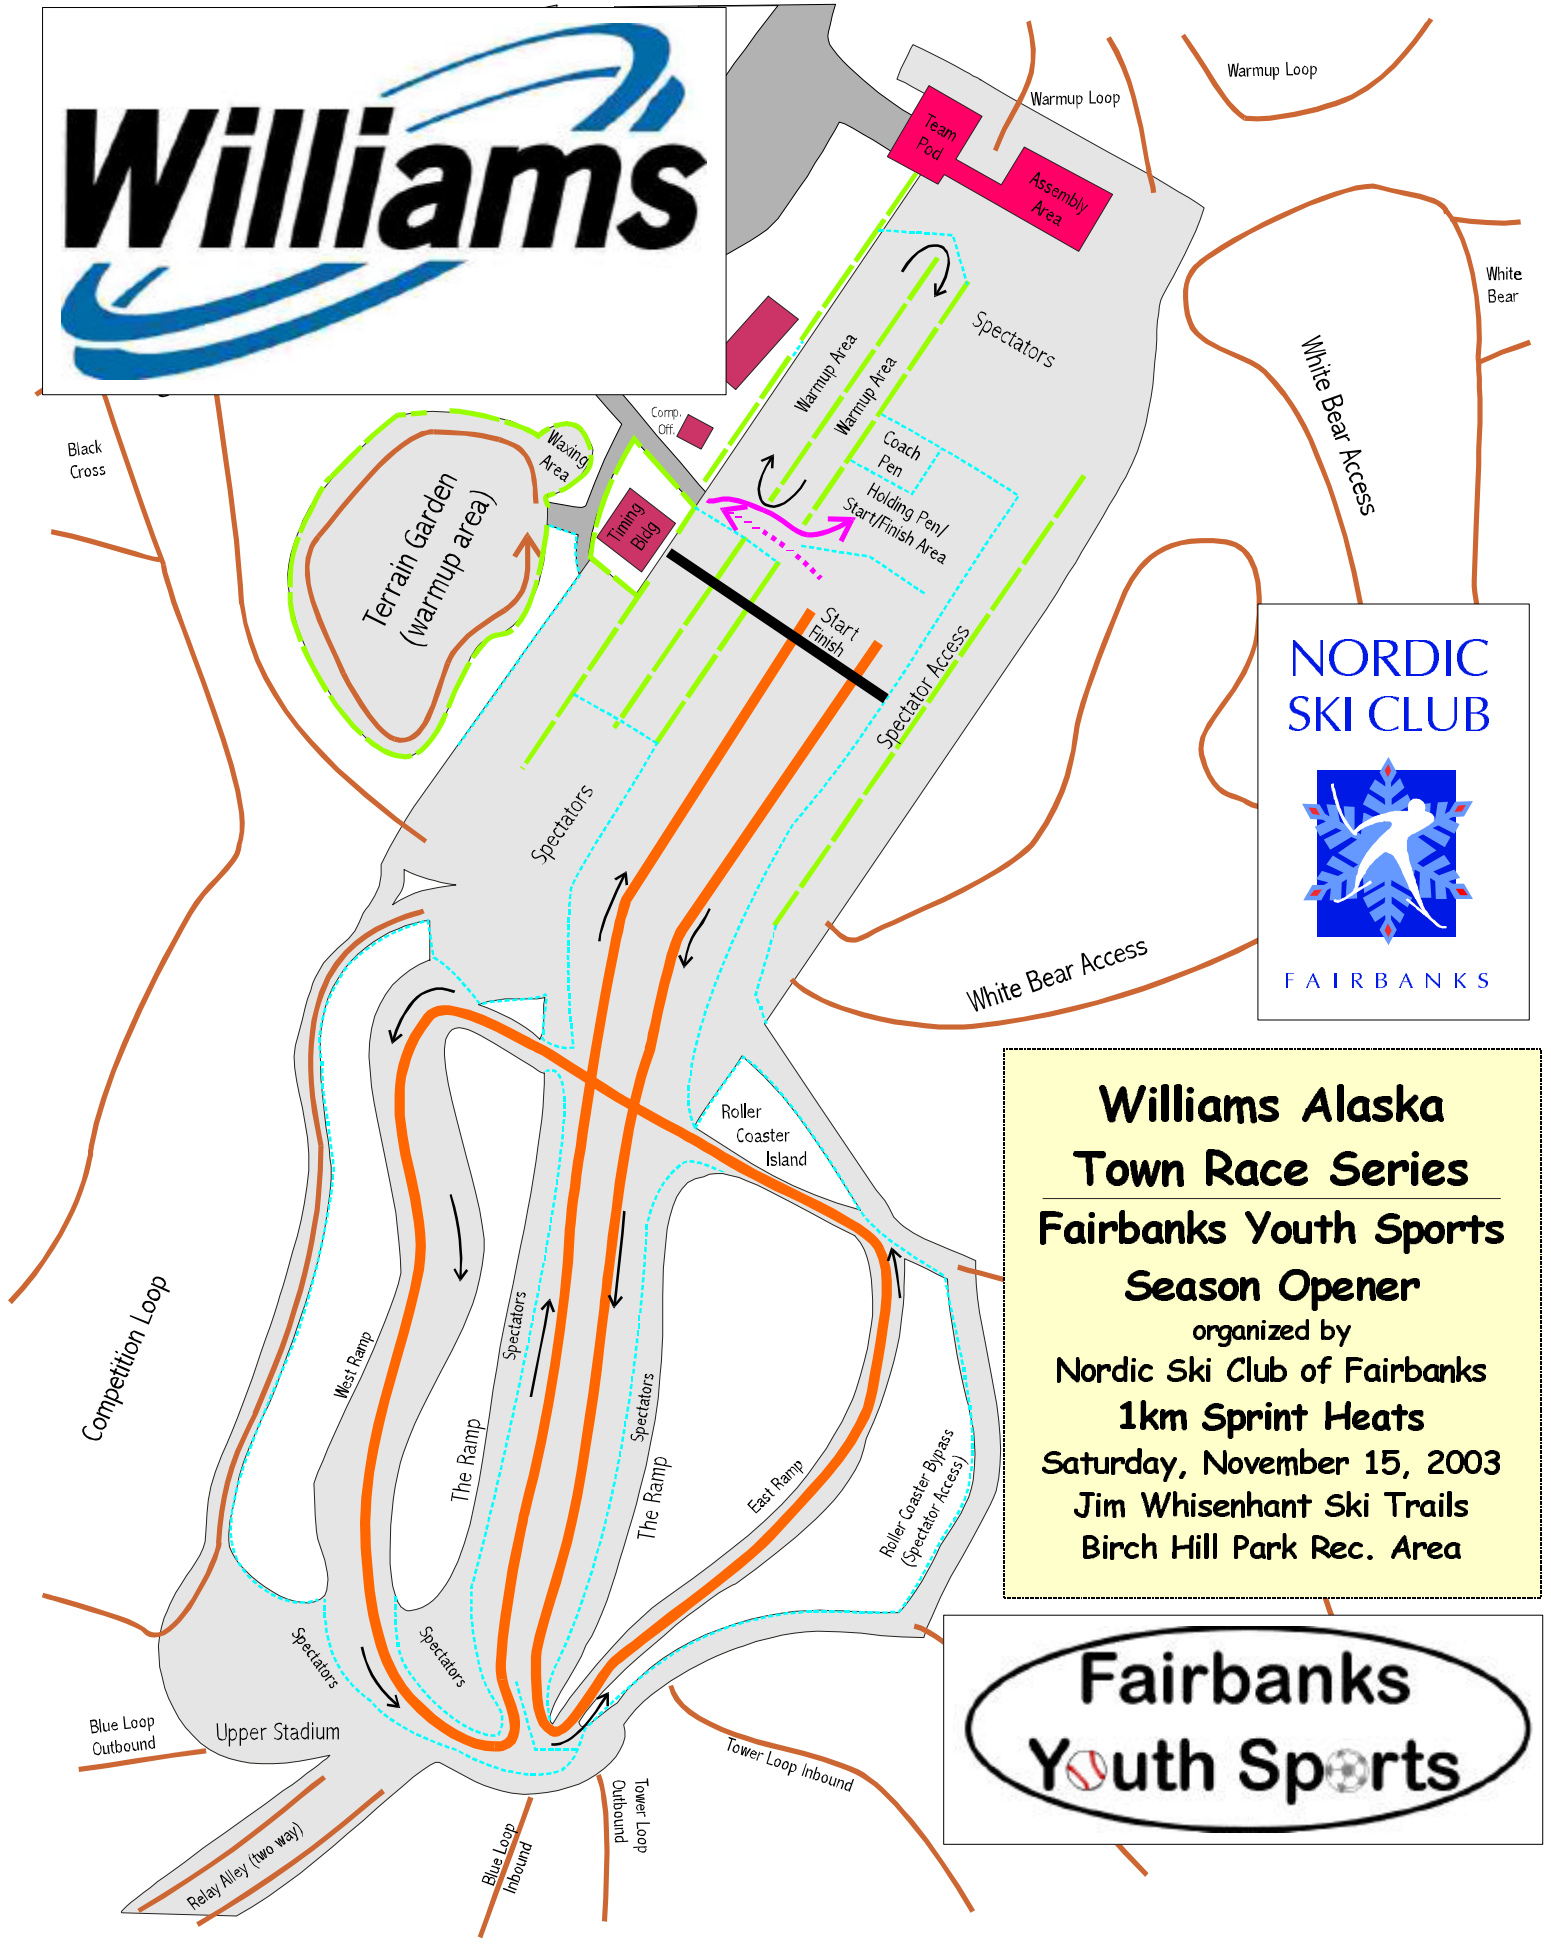 Williams
Warmup Loop
Warmup Loop
Team
Pod
Assembly
Area
White
Bear
Spectators
White Bear Access
Warmup Area
Warmup Area
Comp.
Off.
Coach
Pen
Black
Cross
Waxing
Area
Terrain Garden
(warmup area)
Timing
Bldg
Holding Pen/
Start/Finish Area
Start
Finish
Spectator Access
NORDIC
SKI CLUB
FAIRBANKS
Spectators
White Bear Access
Roller
Coaster
Island
Williams Alaska
Town Race Series
Fairbanks Youth Sports
Season Opener
organized by
Nordic Ski Club of Fairbanks
1km Sprint Heats
Saturday, November 15, 2003
Jim Whisenhant Ski Trails
Birch Hill Park Rec. Area
Competition Loop
West Ramp
Spectators
The Ramp
Spectators
The Ramp
East Ramp
Roller Coaster Bypass
(Spectator Access)
Spectators
Spectators
Upper Stadium
Blue Loop
Outbound
Relay Alley (two way)
Blue Loop
Inbound
Tower Loop
Outbound
Tower Loop Inbound
Fairbanks
Youth Sports